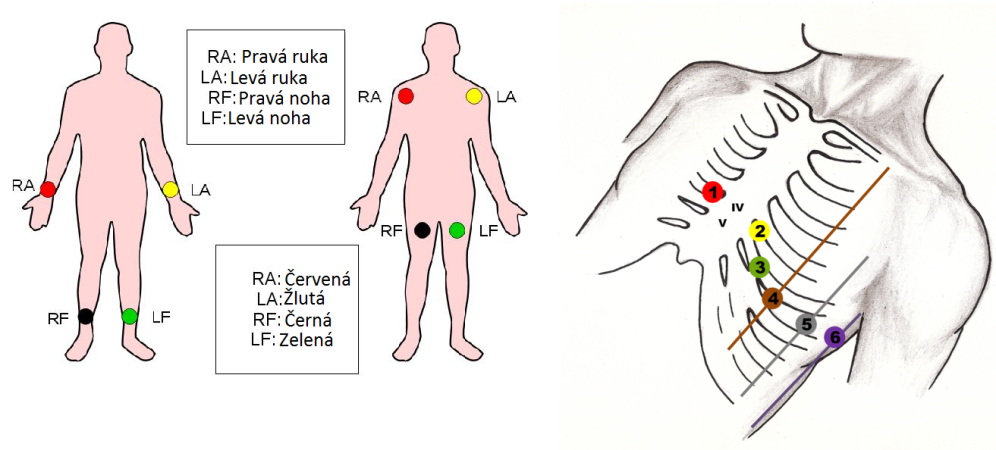 RA: Pravá ruka
LA: Levá ruka
RF: Pravá noha
LF: Levá noha
RA
LA
RA
LA
RF
LF
RF
LF
RA: Červená
LA: Žlutá
RF: Černá
LF: Zelená
1
IV
V
2
3
4
5
6